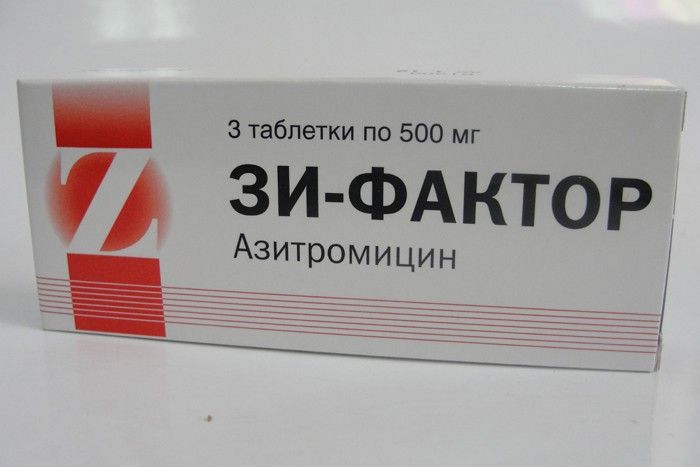 Z
3 таблетки по 500 мг
ЗИ-ФАКТОР
Азитромицин